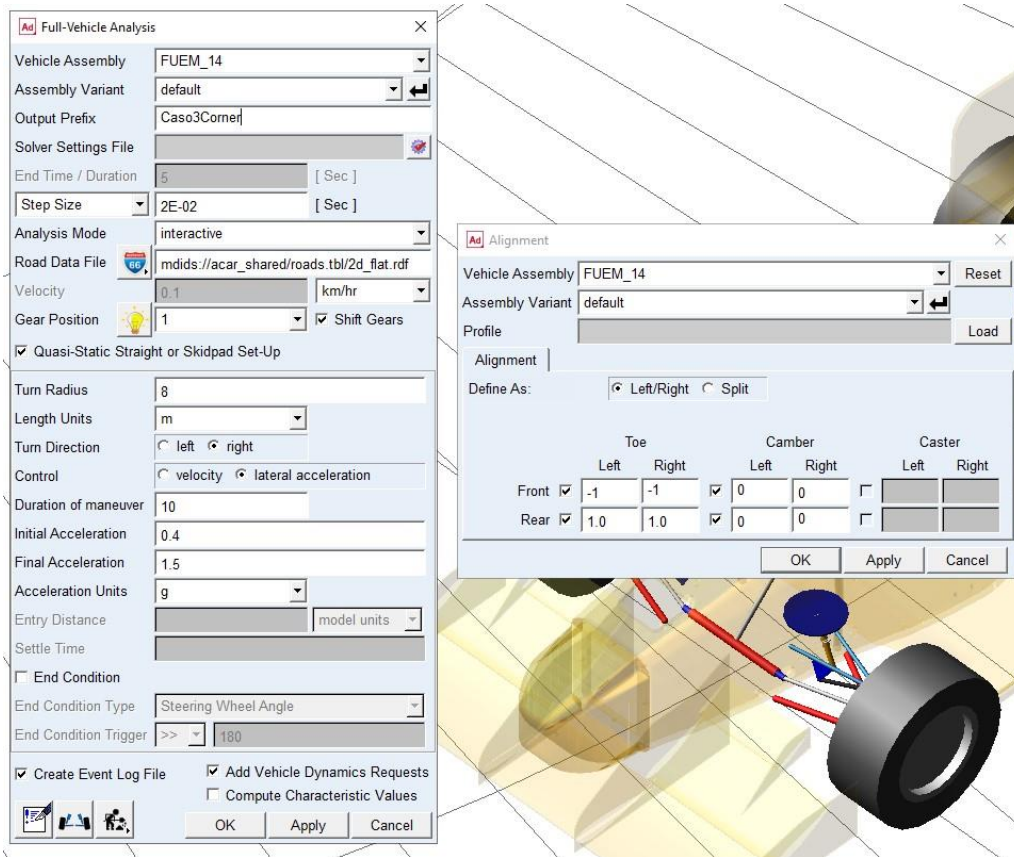 Ad Full-Vehicle Analysis
Vehicle Assembly FUEM_14
Assembly Variant default
Output Prefix Caso3Corner
Solver Settings File
End Time / Duration 5 [ Sec ]
Step Size 2E-02 [ Sec ]
Analysis Mode interactive
Road Data File 66 mdids://acar_shared/roads.tbl/2d_flat.rdf
Velocity 0.1 km/hr
Gear Position 1 Shift Gears
Quasi-Static Straight or Skidpad Set-Up
Turn Radius 8
Length Units m
Turn Direction left right
Control velocity lateral acceleration
Duration of maneuver 10
Initial Acceleration 0.4
Final Acceleration 1.5
Acceleration Units g
Entry Distance model units
Settle Time
End Condition
End Condition Type Steering Wheel Angle
End Condition Trigger >> 180
Create Event Log File Add Vehicle Dynamics Requests
Compute Characteristic Values
OK Apply Cancel
Ad Alignment
Vehicle Assembly FUEM_14 Reset
Assembly Variant default
Profile Load
Alignment
Define As: Left/Right Split
Toe Camber Caster
Left Right Left Right Left Right
Front -1 -1 0 0
Rear 1.0 1.0 0 0
OK Apply Cancel